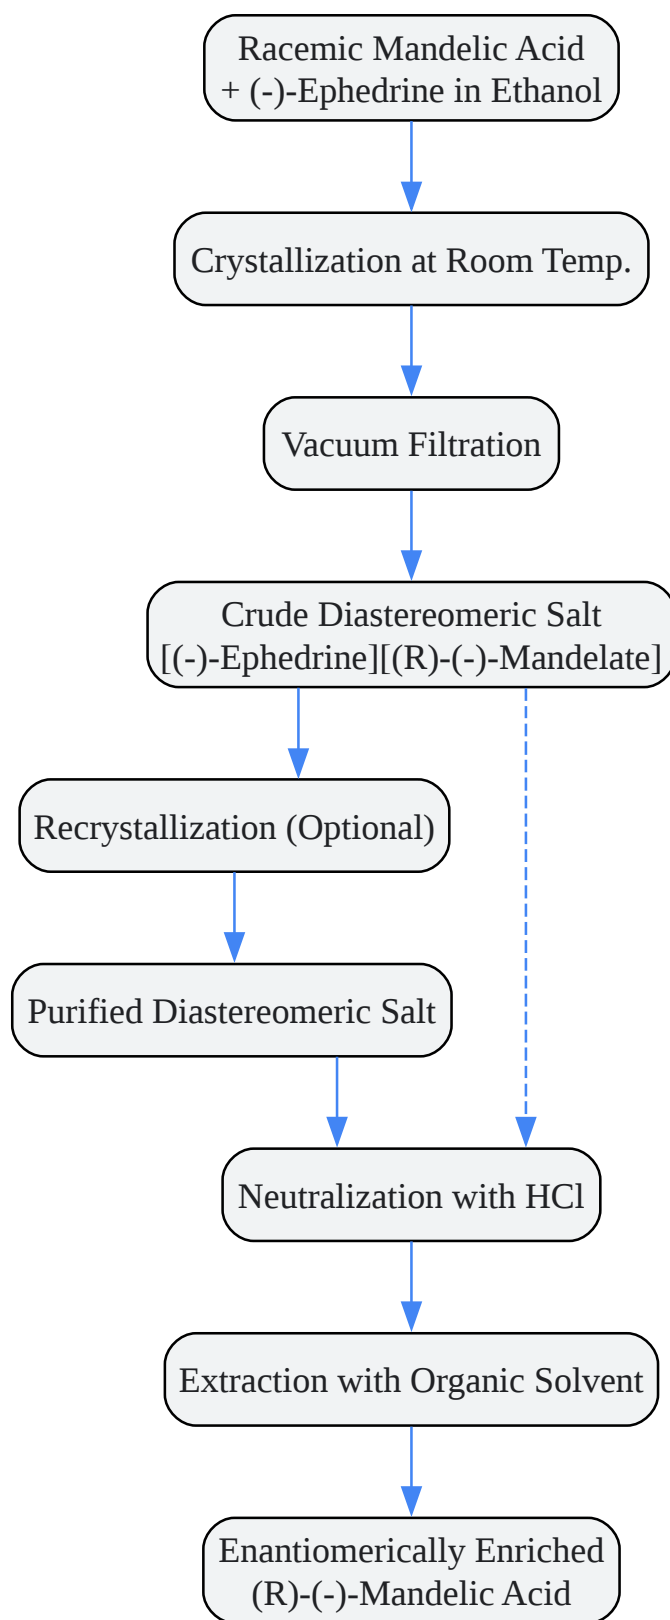 Racemic Mandelic Acid
+ (-)-Ephedrine in Ethanol
Crystallization at Room Temp.
Vacuum Filtration
Crude Diastereomeric Salt
[(-)-Ephedrine][(R)-(-)-Mandelate]
Recrystallization (Optional)
Purified Diastereomeric Salt
Neutralization with HCl
Extraction with Organic Solvent
Enantiomerically Enriched
(R)-(-)-Mandelic Acid